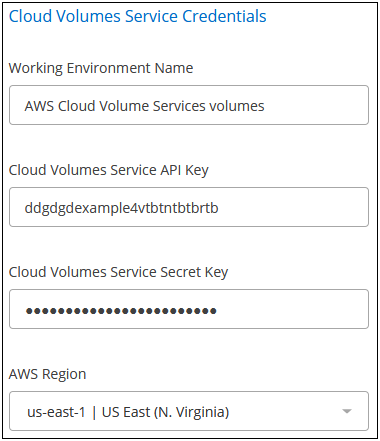 Cloud Volumes Service Credentials
Working Environment Name
AWS Cloud Volume Services volumes
Cloud Volumes Service API Key
ddgdgdexample4vtbtntbtbrtb
Cloud Volumes Service Secret Key
••••••••••••••••••••••••
AWS Region
us-east-1 | US East (N. Virginia)